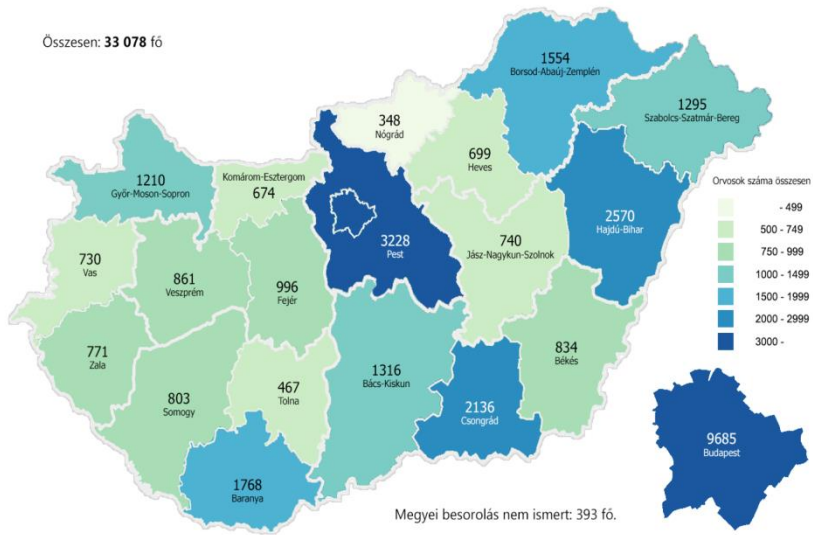 Összesen: 33 078 fő
1554
Borsod-Abaúj-Zemplén
1295
Szabolcs-Szatmár-Bereg
348
Nógrád
699
Heves
1210
Győr-Moson-Sopron
Komárom-Esztergom
674
3228
Pest
740
Jász-Nagykun-Szolnok
2570
Hajdú-Bihar
730
Vas
861
Veszprém
996
Fejér
771
Zala
803
Somogy
467
Tolna
1316
Bács-Kiskun
2136
Csongrád
834
Békés
1768
Baranya
Orvosok száma összesen
- 499
500 - 749
750 - 999
1000 - 1499
1500 - 1999
2000 - 2999
3000 -
9685
Budapest
Megyei besorolás nem ismert: 393 fő.